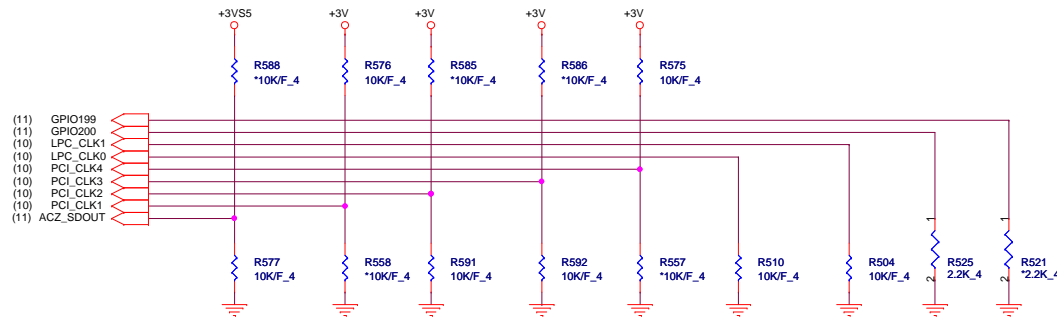 +3VS5 +3V +3V +3V +3V
R588 R576 R585 R586 R575
*10K/F_4 10K/F_4 *10K/F_4 *10K/F_4 10K/F_4
(11) GPIO199
(11) GPIO200
(10) LPC_CLK1
(10) LPC_CLK0
(10) PCI_CLK4
(10) PCI_CLK3
(10) PCI_CLK2
(10) PCI_CLK1
(11) ACZ_SDOUT
1 1
R577 R558 R591 R592 R557 R510 R504 R525 R521
10K/F_4 *10K/F_4 10K/F_4 10K/F_4 *10K/F_4 10K/F_4 10K/F_4 2.2K_4 *2.2K_4
2 2